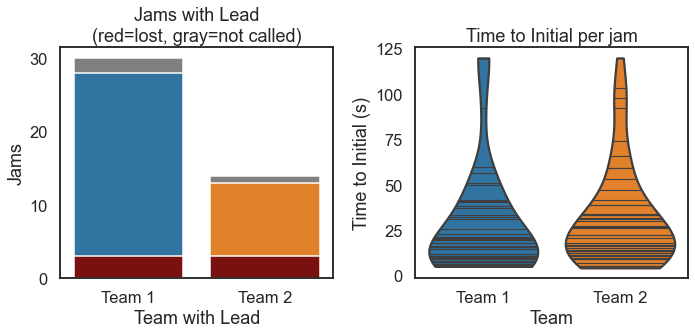 Jams with Lead
(red=lost, gray=not called)
30
20
10
0
Jams
Team 1
Team 2
Team with Lead
Time to Initial per jam
125
100
75
50
25
0
Time to Initial (s)
Team 1
Team 2
Team